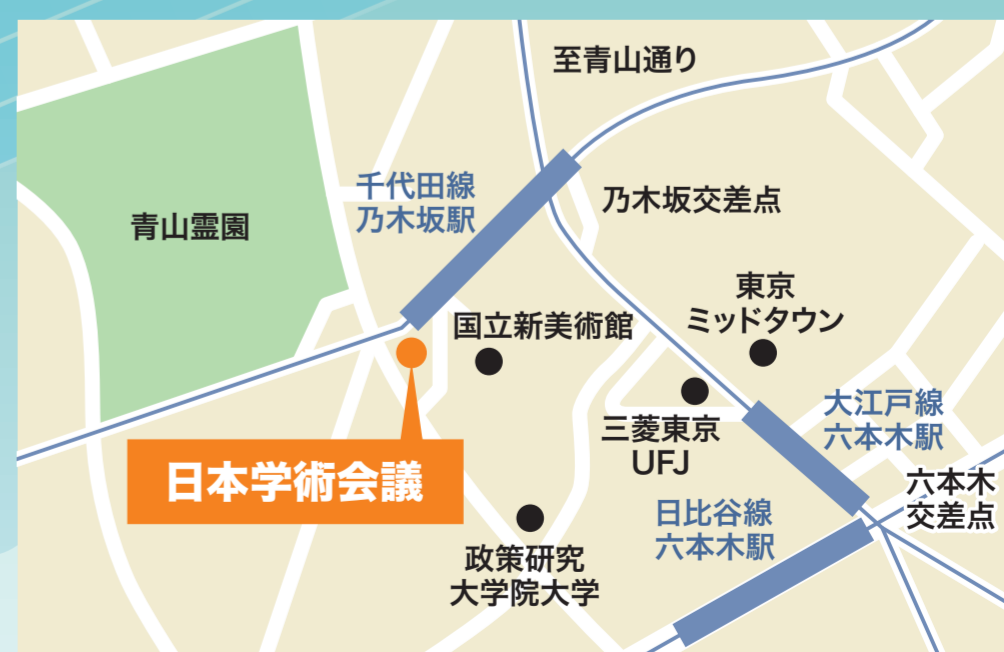 至青山通り
千代田線
乃木坂駅
乃木坂交差点
青山霊園
東京
ミッドタウン
国立新美術館
大江戸線
六本木駅
三菱東京
UFJ
日本学術会議
六本木
交差点
日比谷線
六本木駅
政策研究
大学院大学